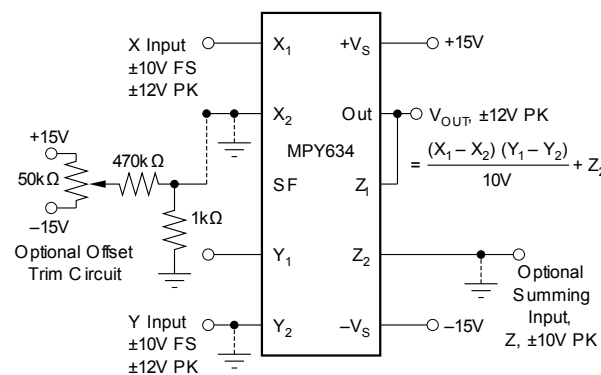 X Input
±10V FS
±12V PK
+15V
50kΩ
–15V
470kΩ
1kΩ
Optional Offset
Trim Circuit
Y Input
±10V FS
±12V PK
X1
X2
MPY634
SF
Y1
Y2
+VS
Out
Z1
Z2
–VS
+15V
VOUT, ±12V PK
= (X1 – X2) (Y1 – Y2) / 10V + Z2
Optional
Summing
Input,
Z, ±10V PK
–15V